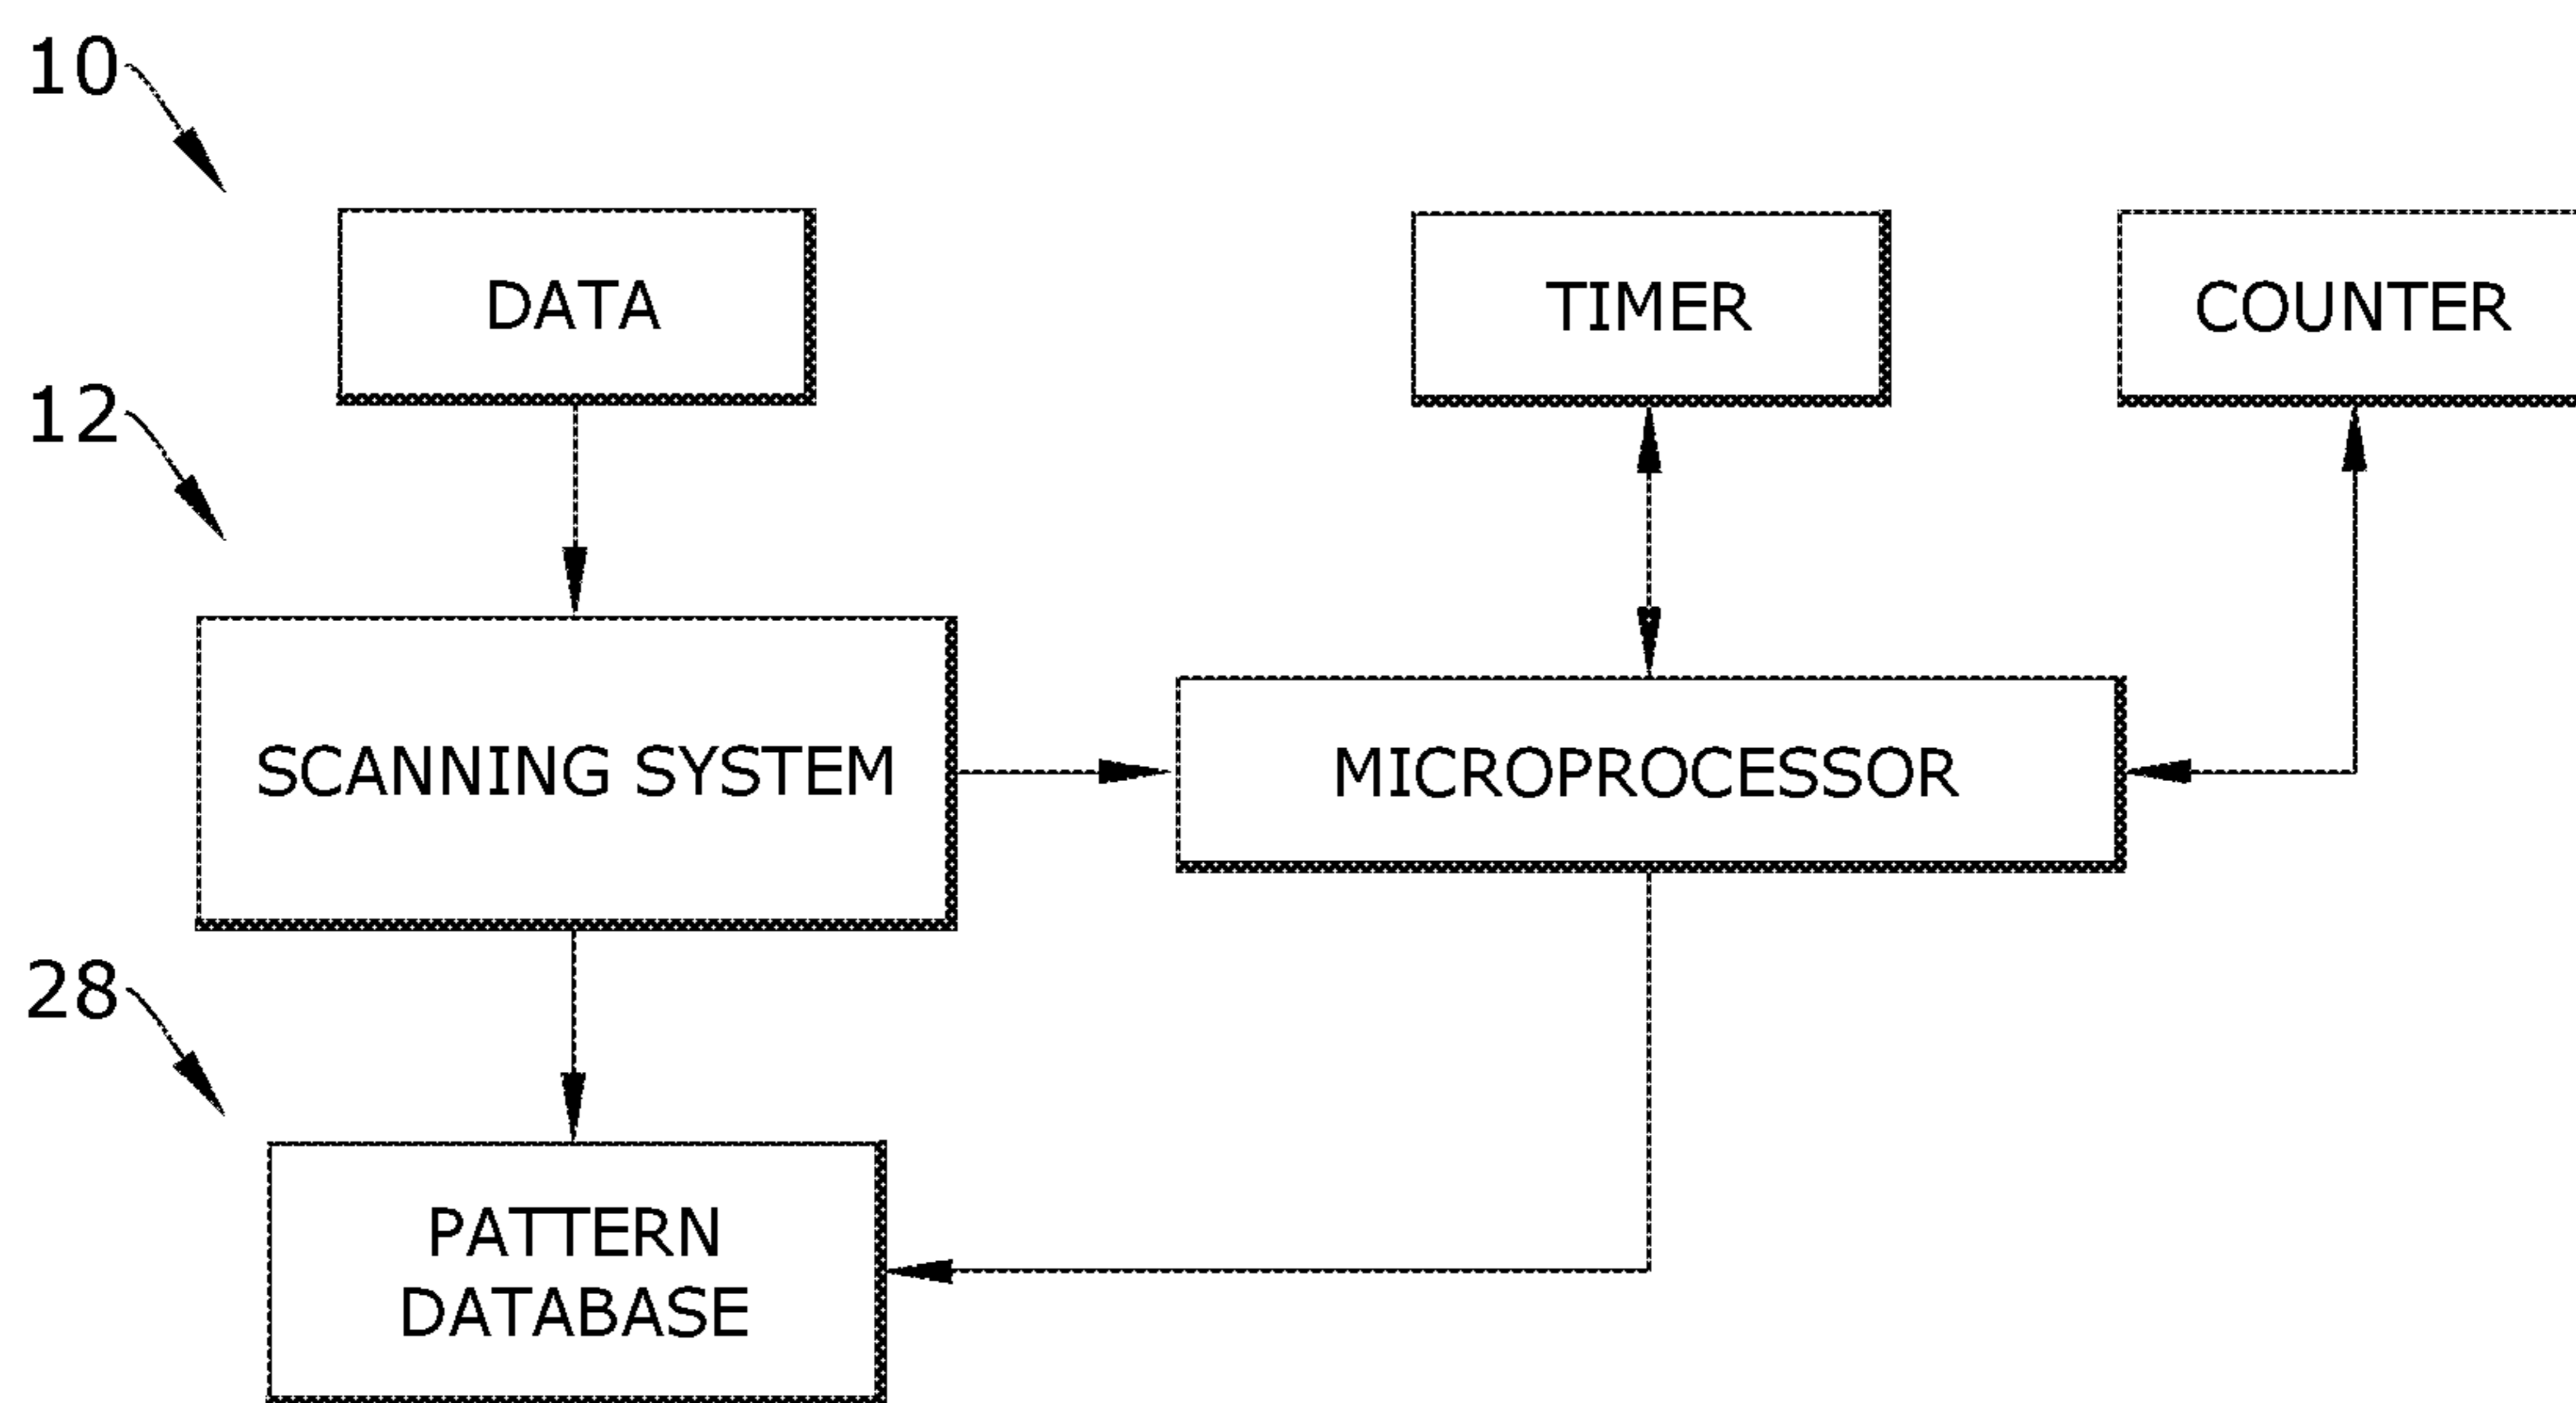 10
DATA
TIMER
COUNTER
12
SCANNING SYSTEM
MICROPROCESSOR
28
PATTERN
DATABASE